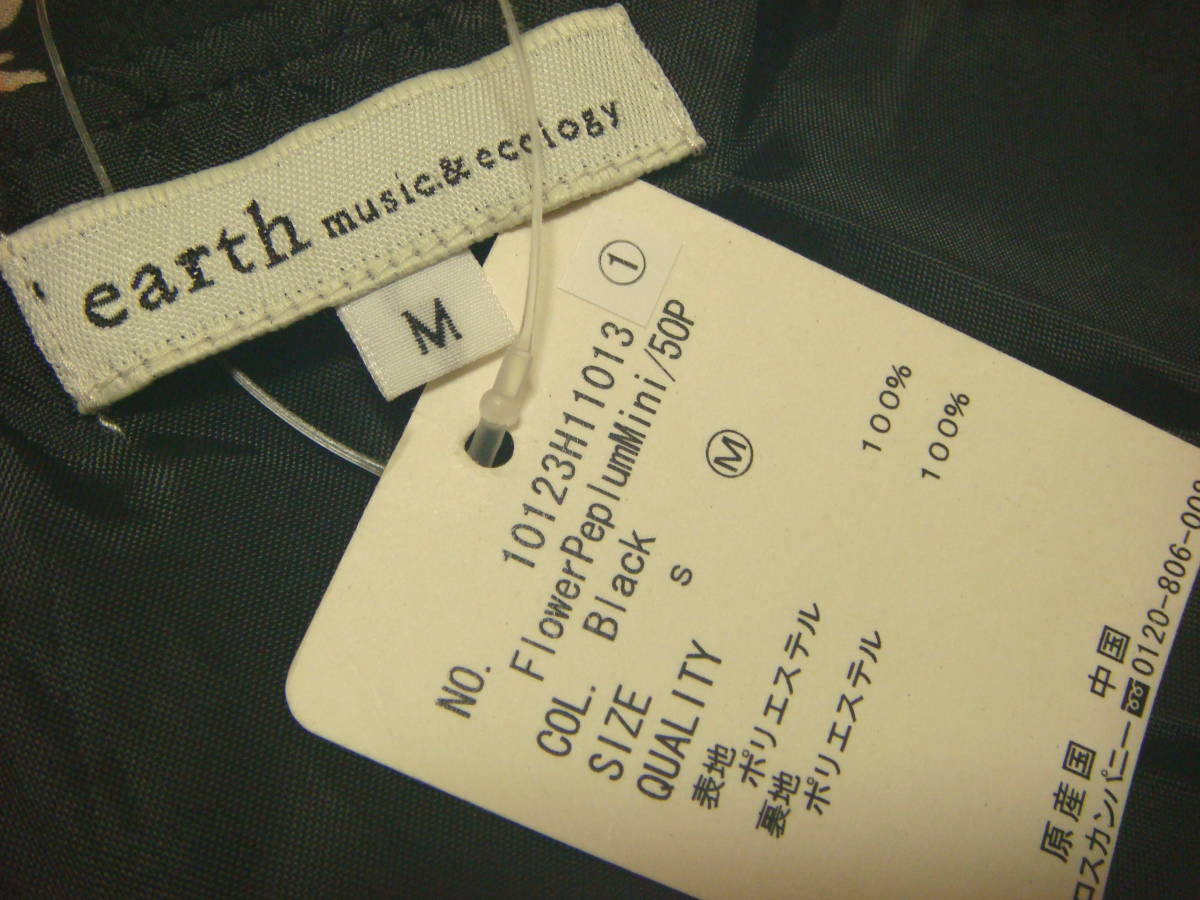 earth music&ecology
M
①
NO. 10123H11013
FlowerPeplumMini/50P
COL. Black
SIZE S Ⓜ
QUALITY
表地
ポリエステル 100%
裏地
ポリエステル 100%
原産国 中国
ロスカンパニー 0120-806-00